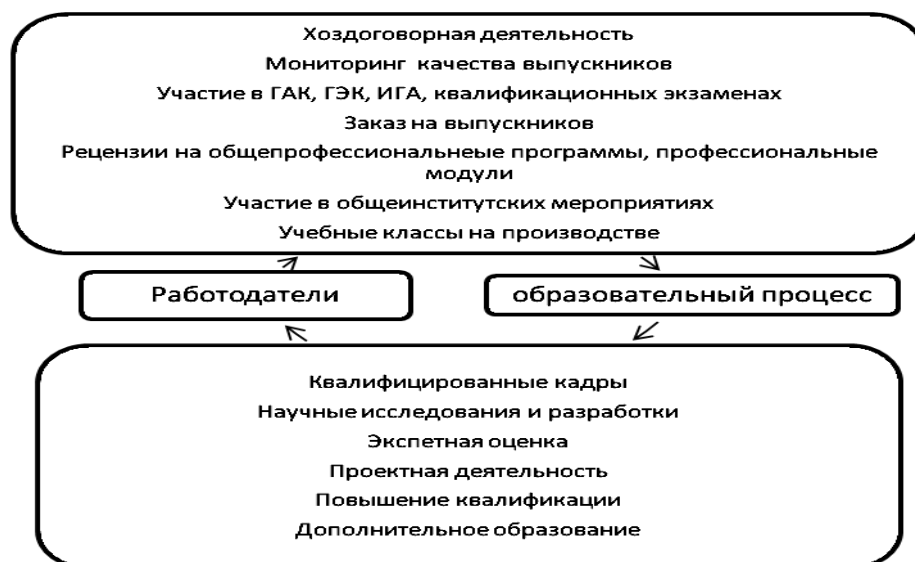 Хоздоговорная деятельность
Мониторинг качества выпускников
Участие в ГАК, ГЭК, ИГА, квалификационных экзаменах
Заказ на выпускников
Рецензии на общепрофессиональнеые программы, профессиональные
модули
Участие в общеинститутских мероприятиях
Учебные классы на производстве
Работодатели
образовательный процесс
Квалифицированные кадры
Научные исследования и разработки
Экспетная оценка
Проектная деятельность
Повышение квалификации
Дополнительное образование